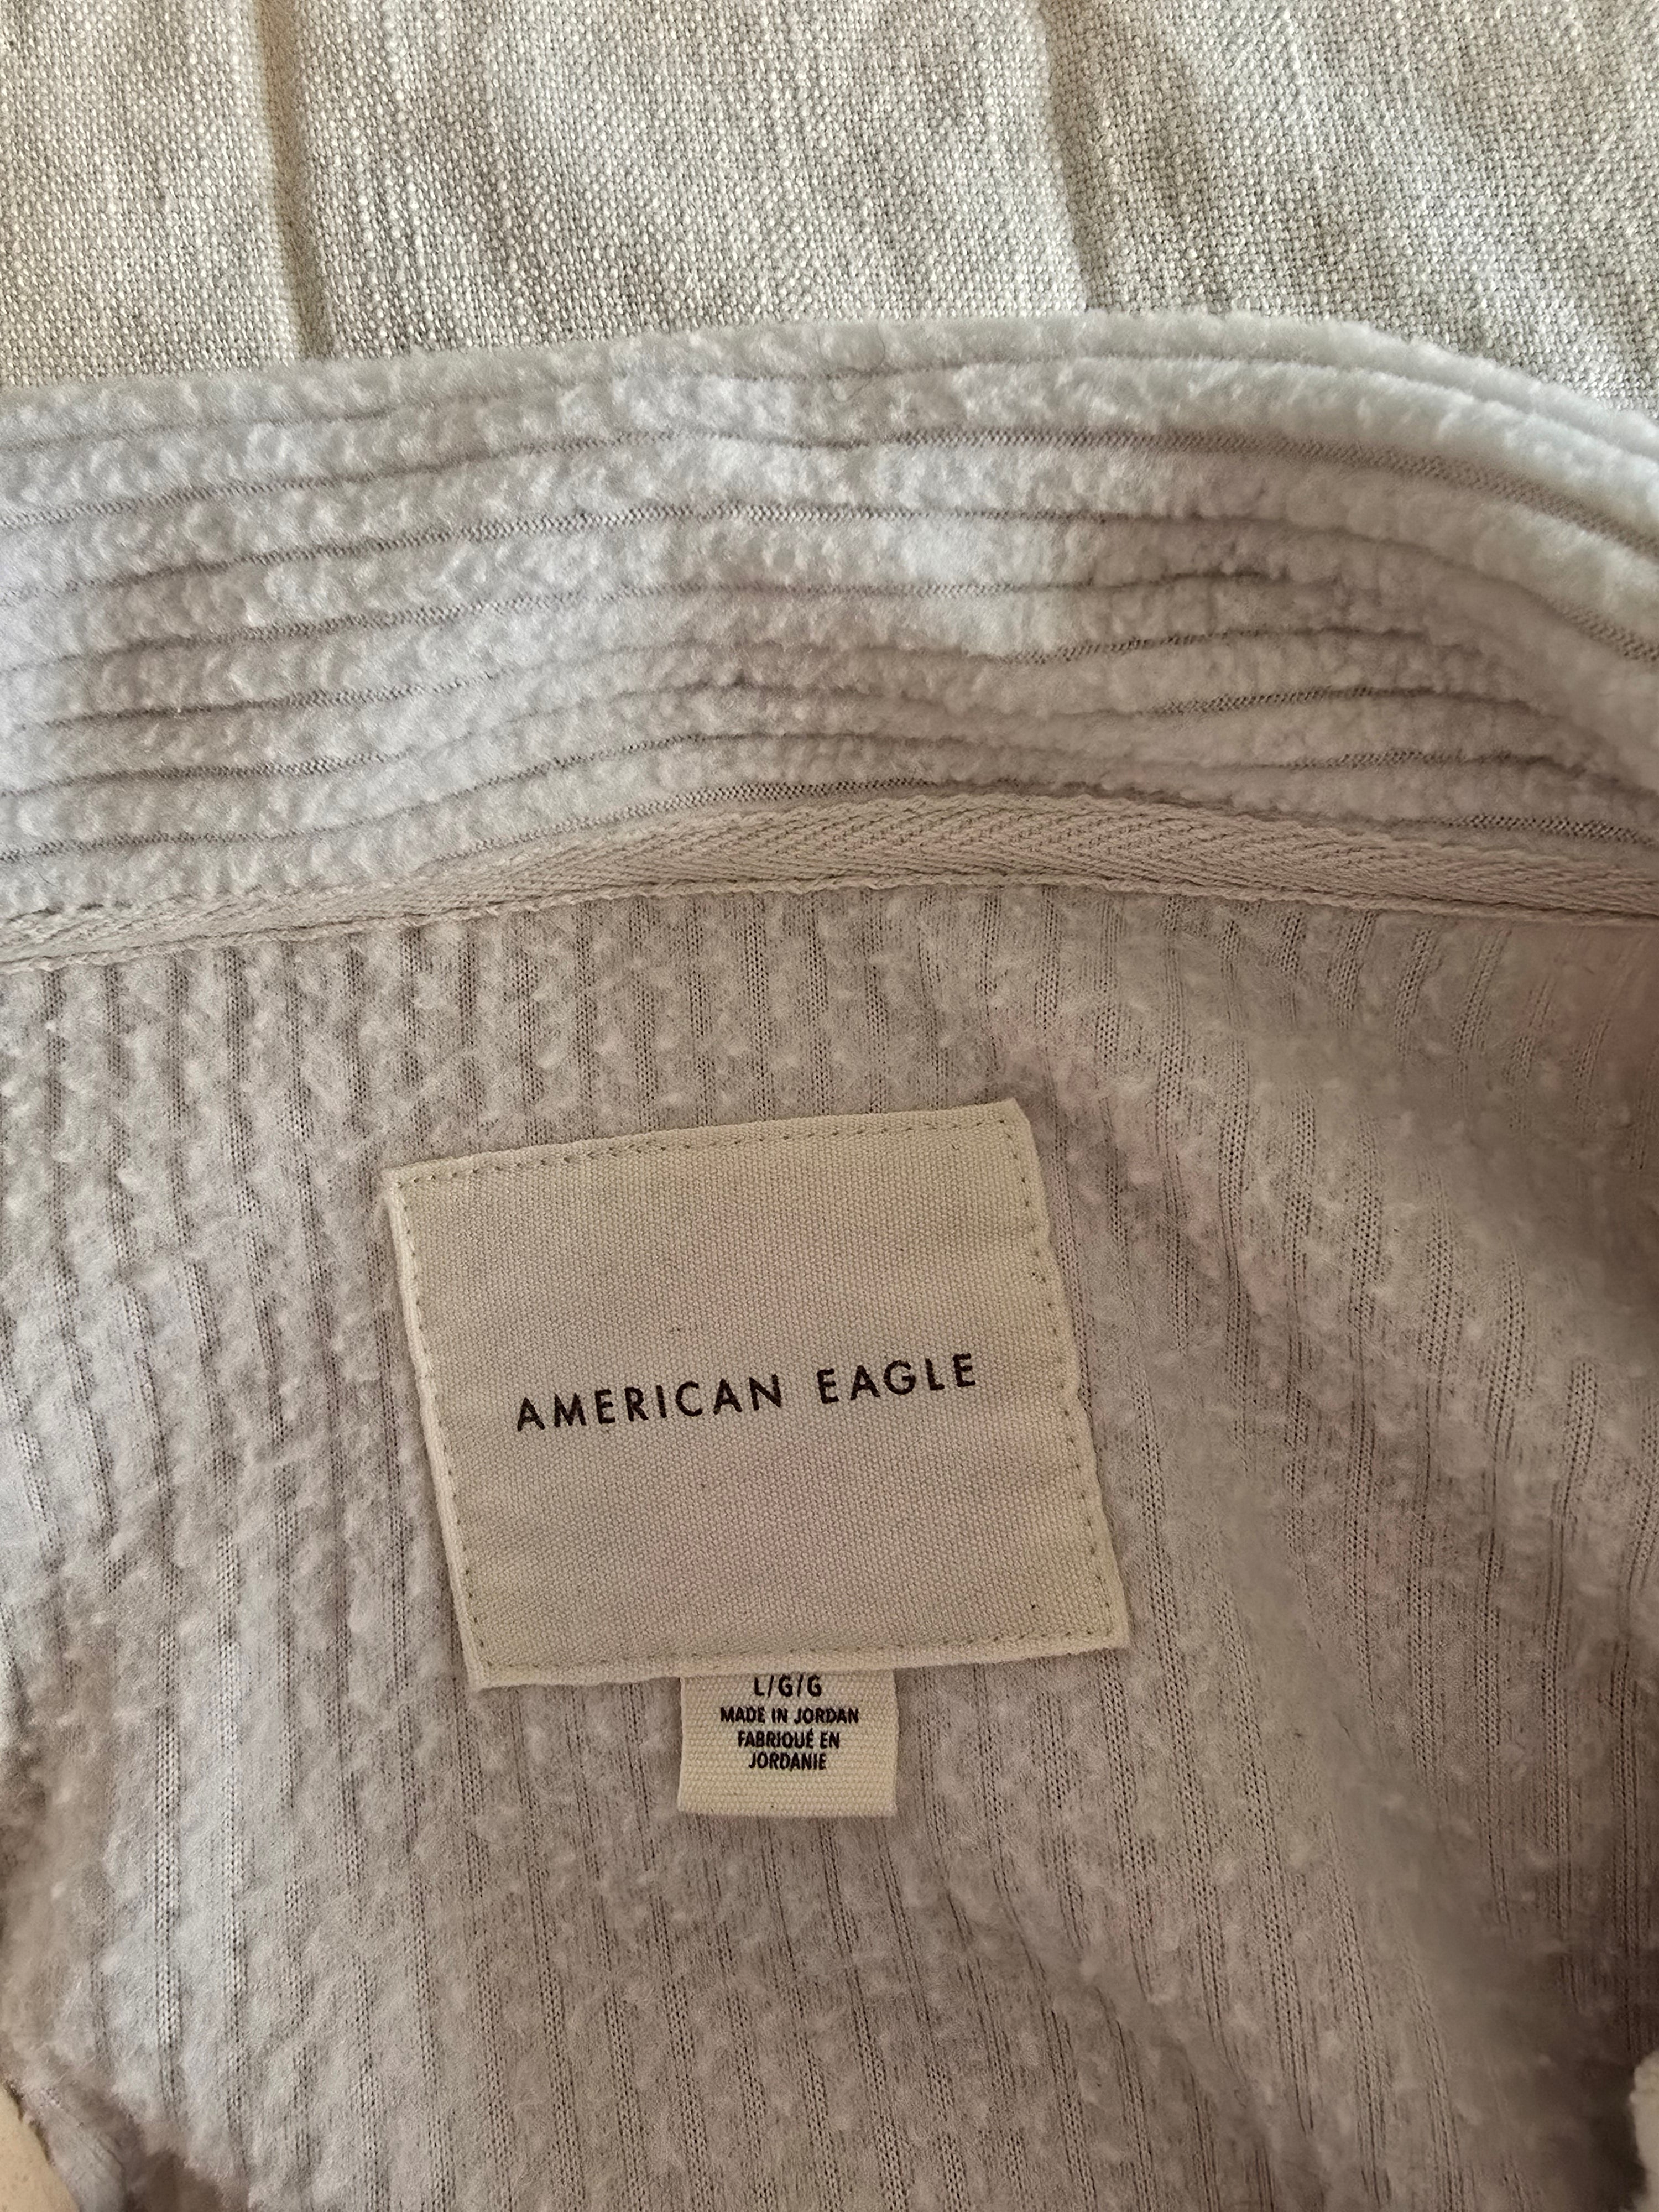 AMERICAN EAGLE
L/G/G
MADE IN JORDAN
FABRIQUÉ EN
JORDANIE